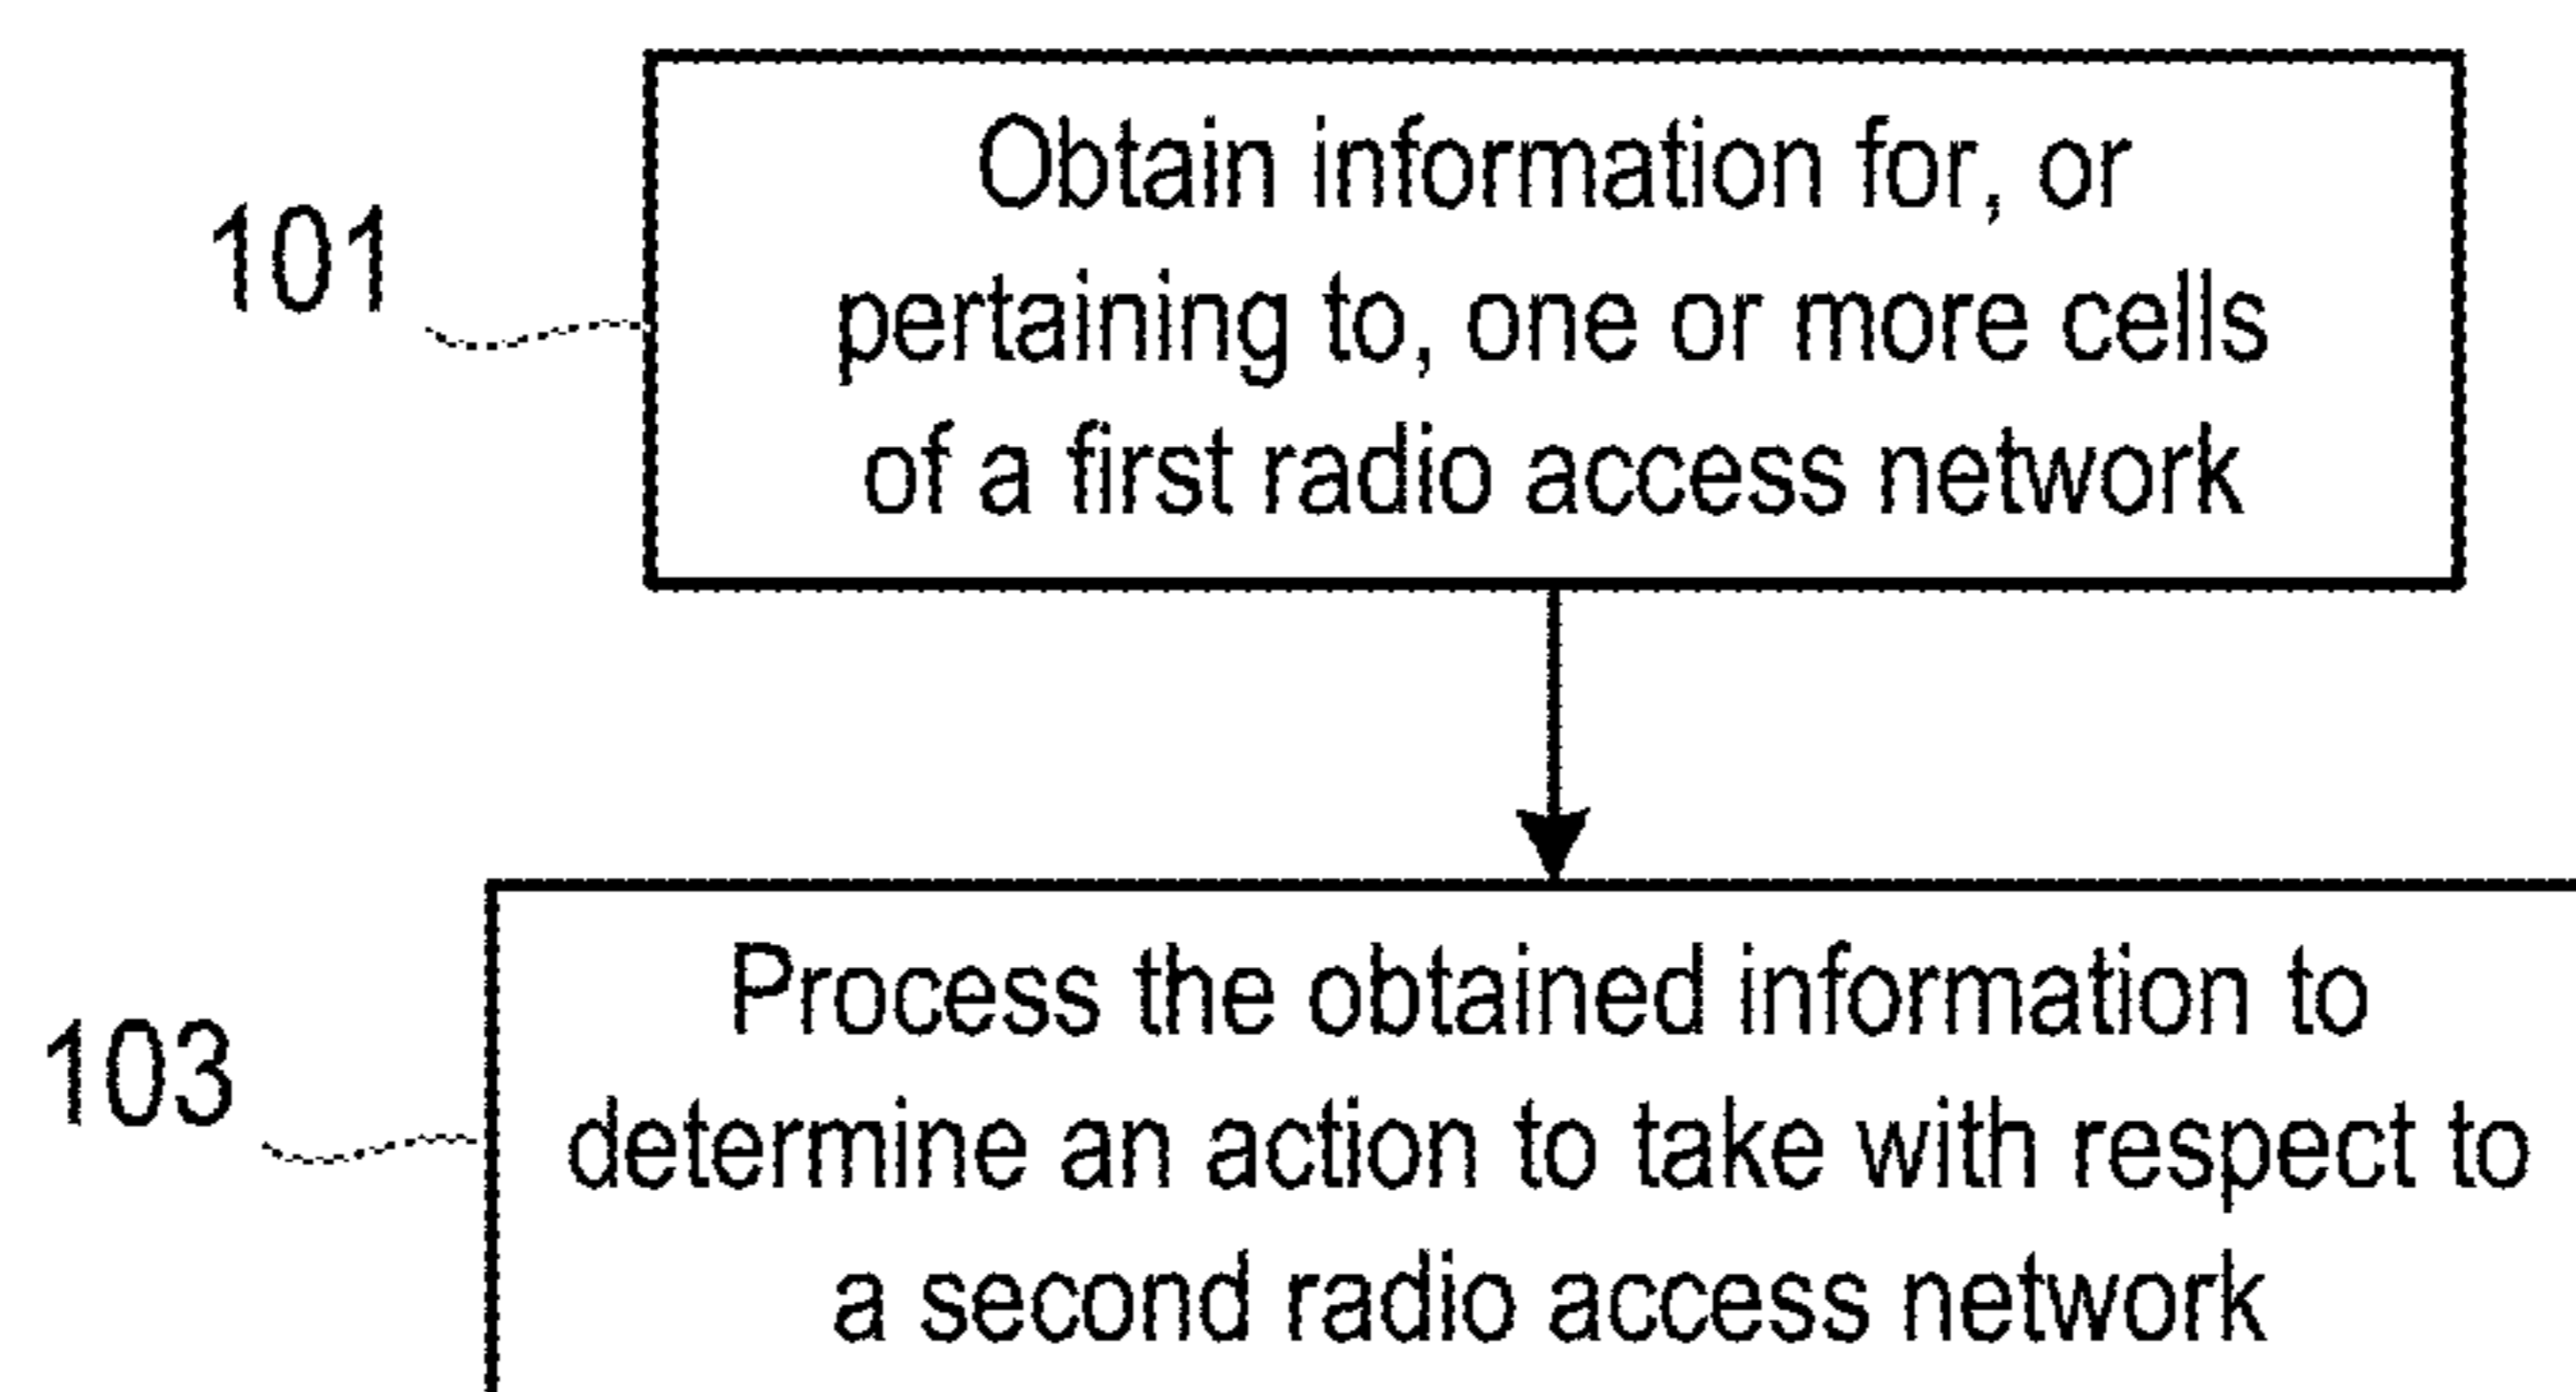 101
Obtain information for, or
pertaining to, one or more cells
of a first radio access network
103
Process the obtained information to
determine an action to take with respect to
a second radio access network